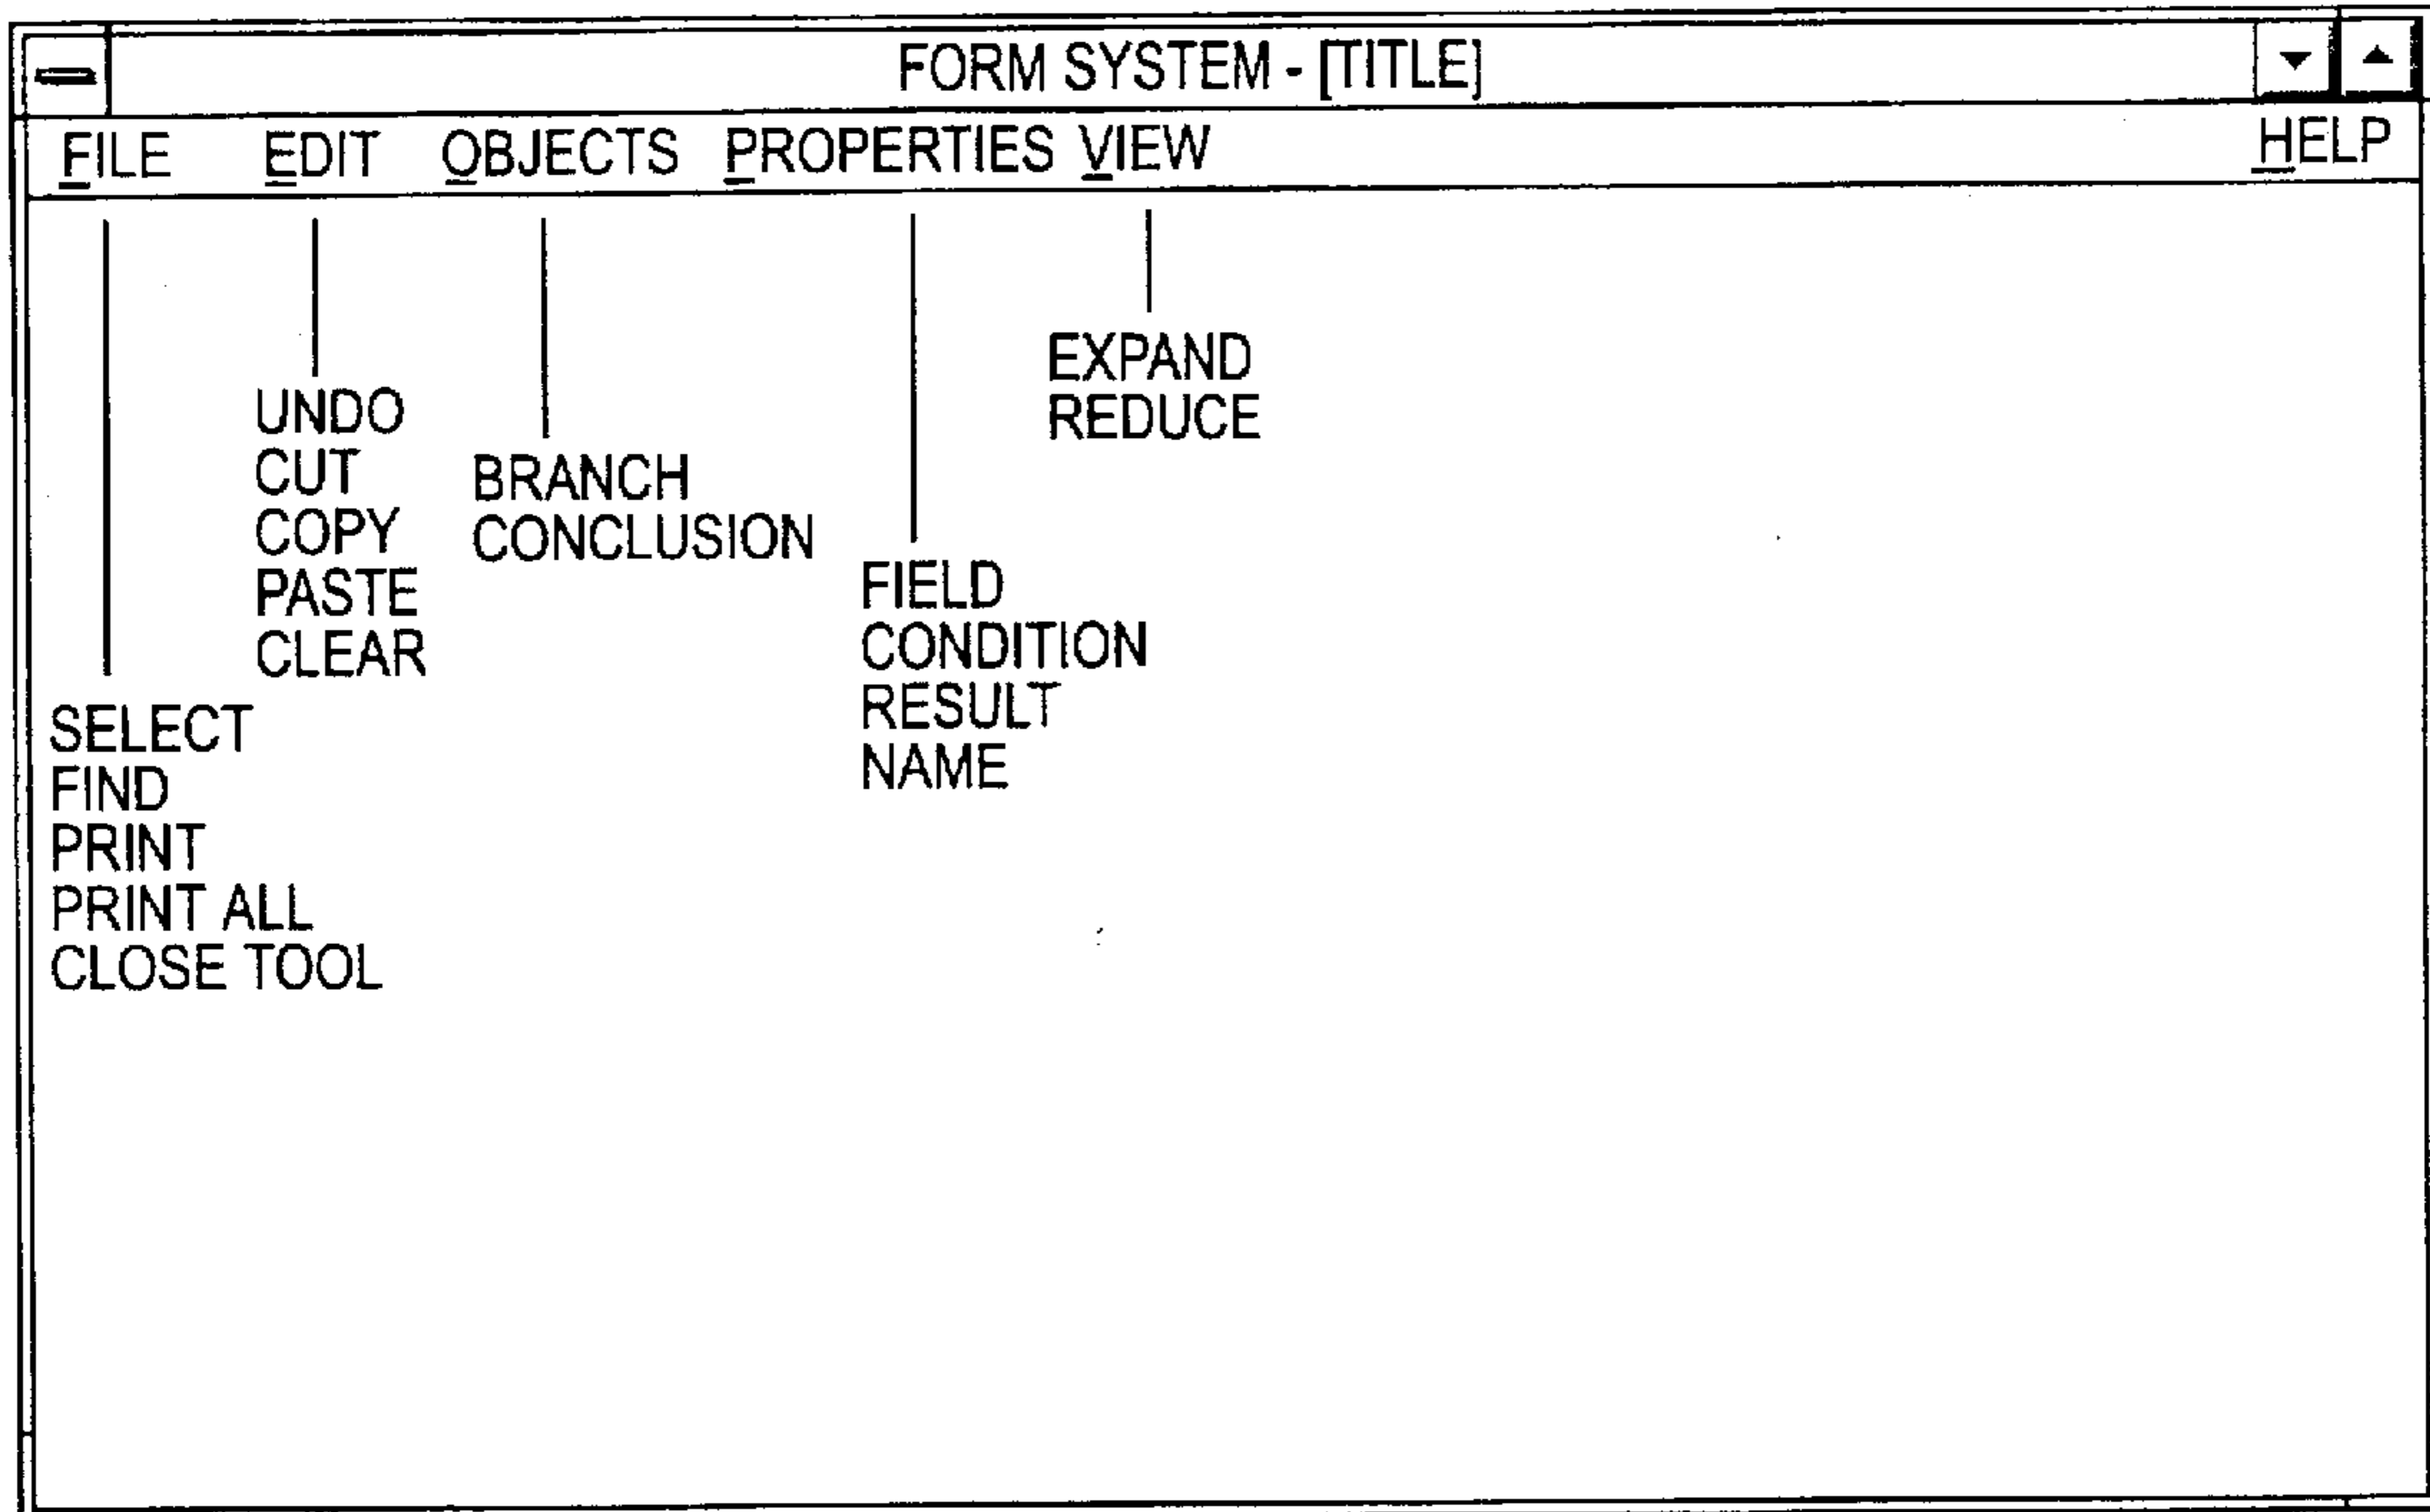 FORM SYSTEM - [TITLE]
FILE EDIT OBJECTS PROPERTIES VIEW HELP
EXPAND
REDUCE
UNDO
CUT
COPY
PASTE
CLEAR
BRANCH
CONCLUSION
FIELD
CONDITION
RESULT
NAME
SELECT
FIND
PRINT
PRINT ALL
CLOSE TOOL